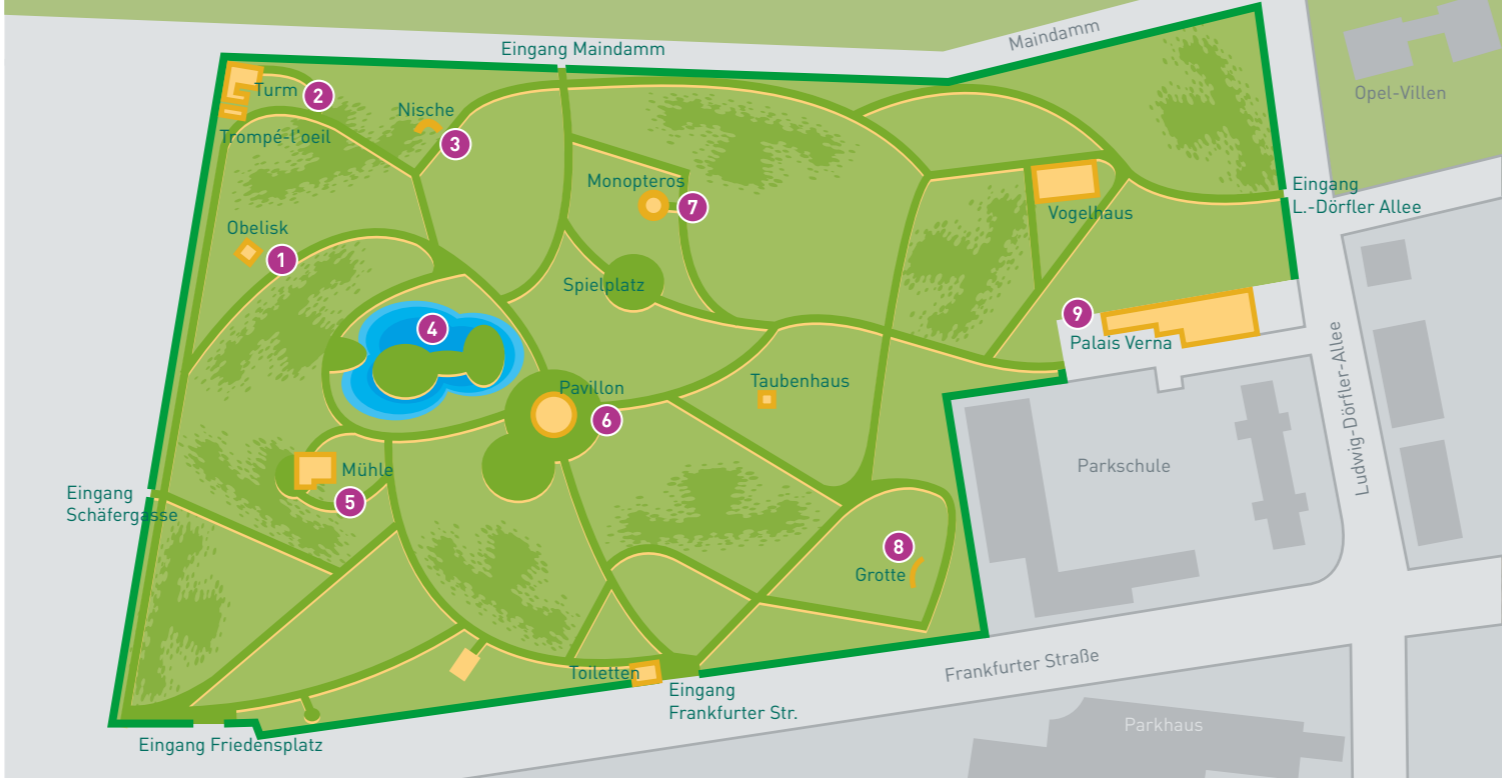 Maindamm
Eingang Maindamm
Opel-Villen
Turm
2
Nische
Trompé-l'oeil
3
Monopteros
7
Eingang
L.-Dörfler Allee
Vogelhaus
Obelisk
1
Spielplatz
4
9
Palais Verna
Ludwig-Dörfler-Allee
Pavillon
6
Taubenhaus
Mühle
5
Parkschule
Eingang
Schäfergasse
8
Grotte
Frankfurter Straße
Toiletten
Eingang
Frankfurter Str.
Parkhaus
Eingang Friedensplatz